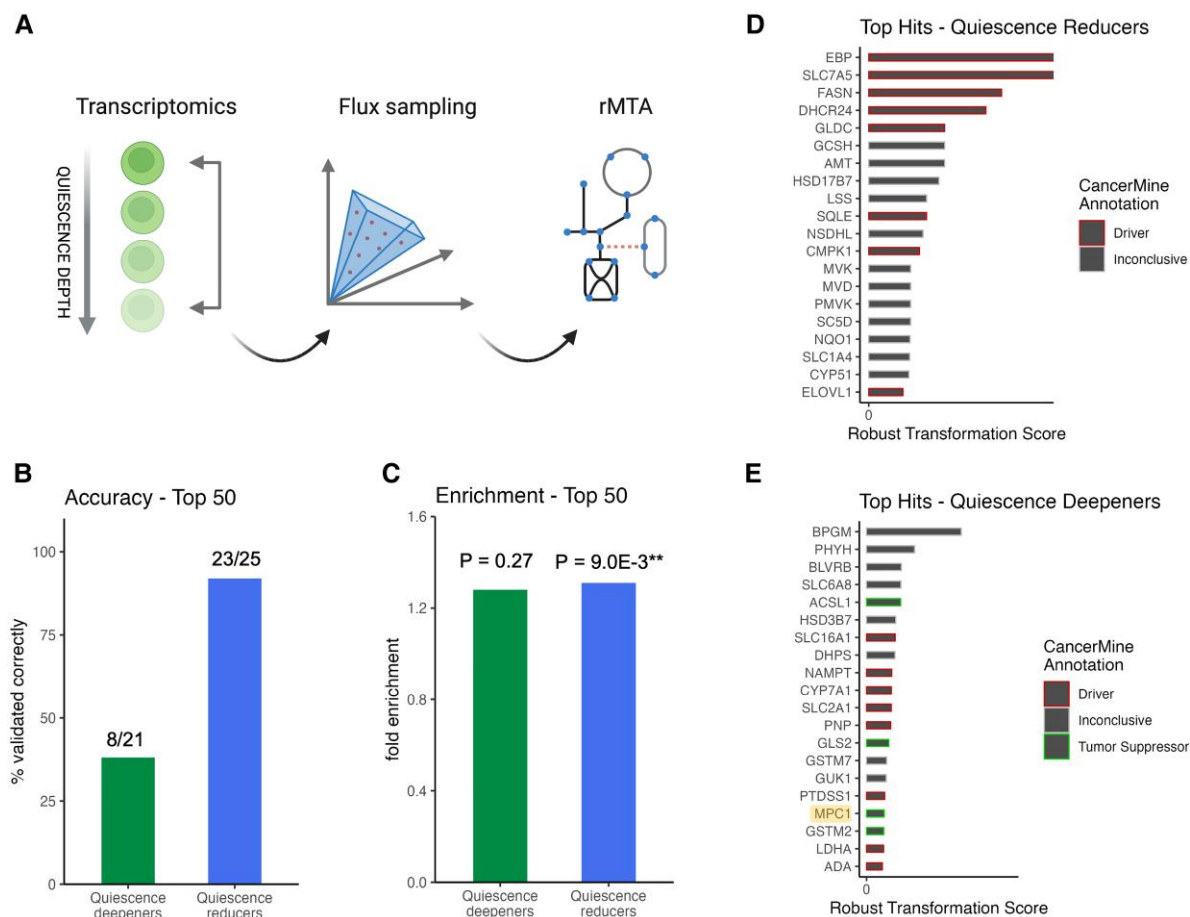 A
Transcriptomics
Flux sampling
rMTA
QUIESCENCE DEPTH
B
Accuracy - Top 50
% validated correctly
100
75
50
25
0
8/21
23/25
Quiescence
deepeners
Quiescence
reducers
C
Enrichment - Top 50
fold enrichment
1.6
1.2
0.8
0.4
0.0
P = 0.27
P = 9.0E-3**
Quiescence
deepeners
Quiescence
reducers
D
Top Hits - Quiescence Reducers
EBP
SLC7A5
FASN
DHCR24
GLDC
GCSH
AMT
HSD17B7
LSS
SQLE
NSDHL
CMPK1
MVK
MVD
PMVK
SC5D
NQO1
SLC1A4
CYP51
ELOVL1
0
Robust Transformation Score
CancerMine
Annotation
Driver
Inconclusive
E
Top Hits - Quiescence Deepeners
BPGM
PHYH
BLVRB
SLC6A8
ACSL1
HSD3B7
SLC16A1
DHPS
NAMPT
CYP7A1
SLC2A1
PNP
GLS2
GSTM7
GUK1
PTDSS1
MPC1
GSTM2
LDHA
ADA
0
Robust Transformation Score
CancerMine
Annotation
Driver
Inconclusive
Tumor Suppressor